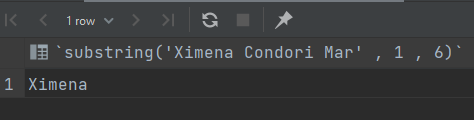 1 row
`substring('Ximena Condori Mar' , 1 , 6)`
1 Ximena